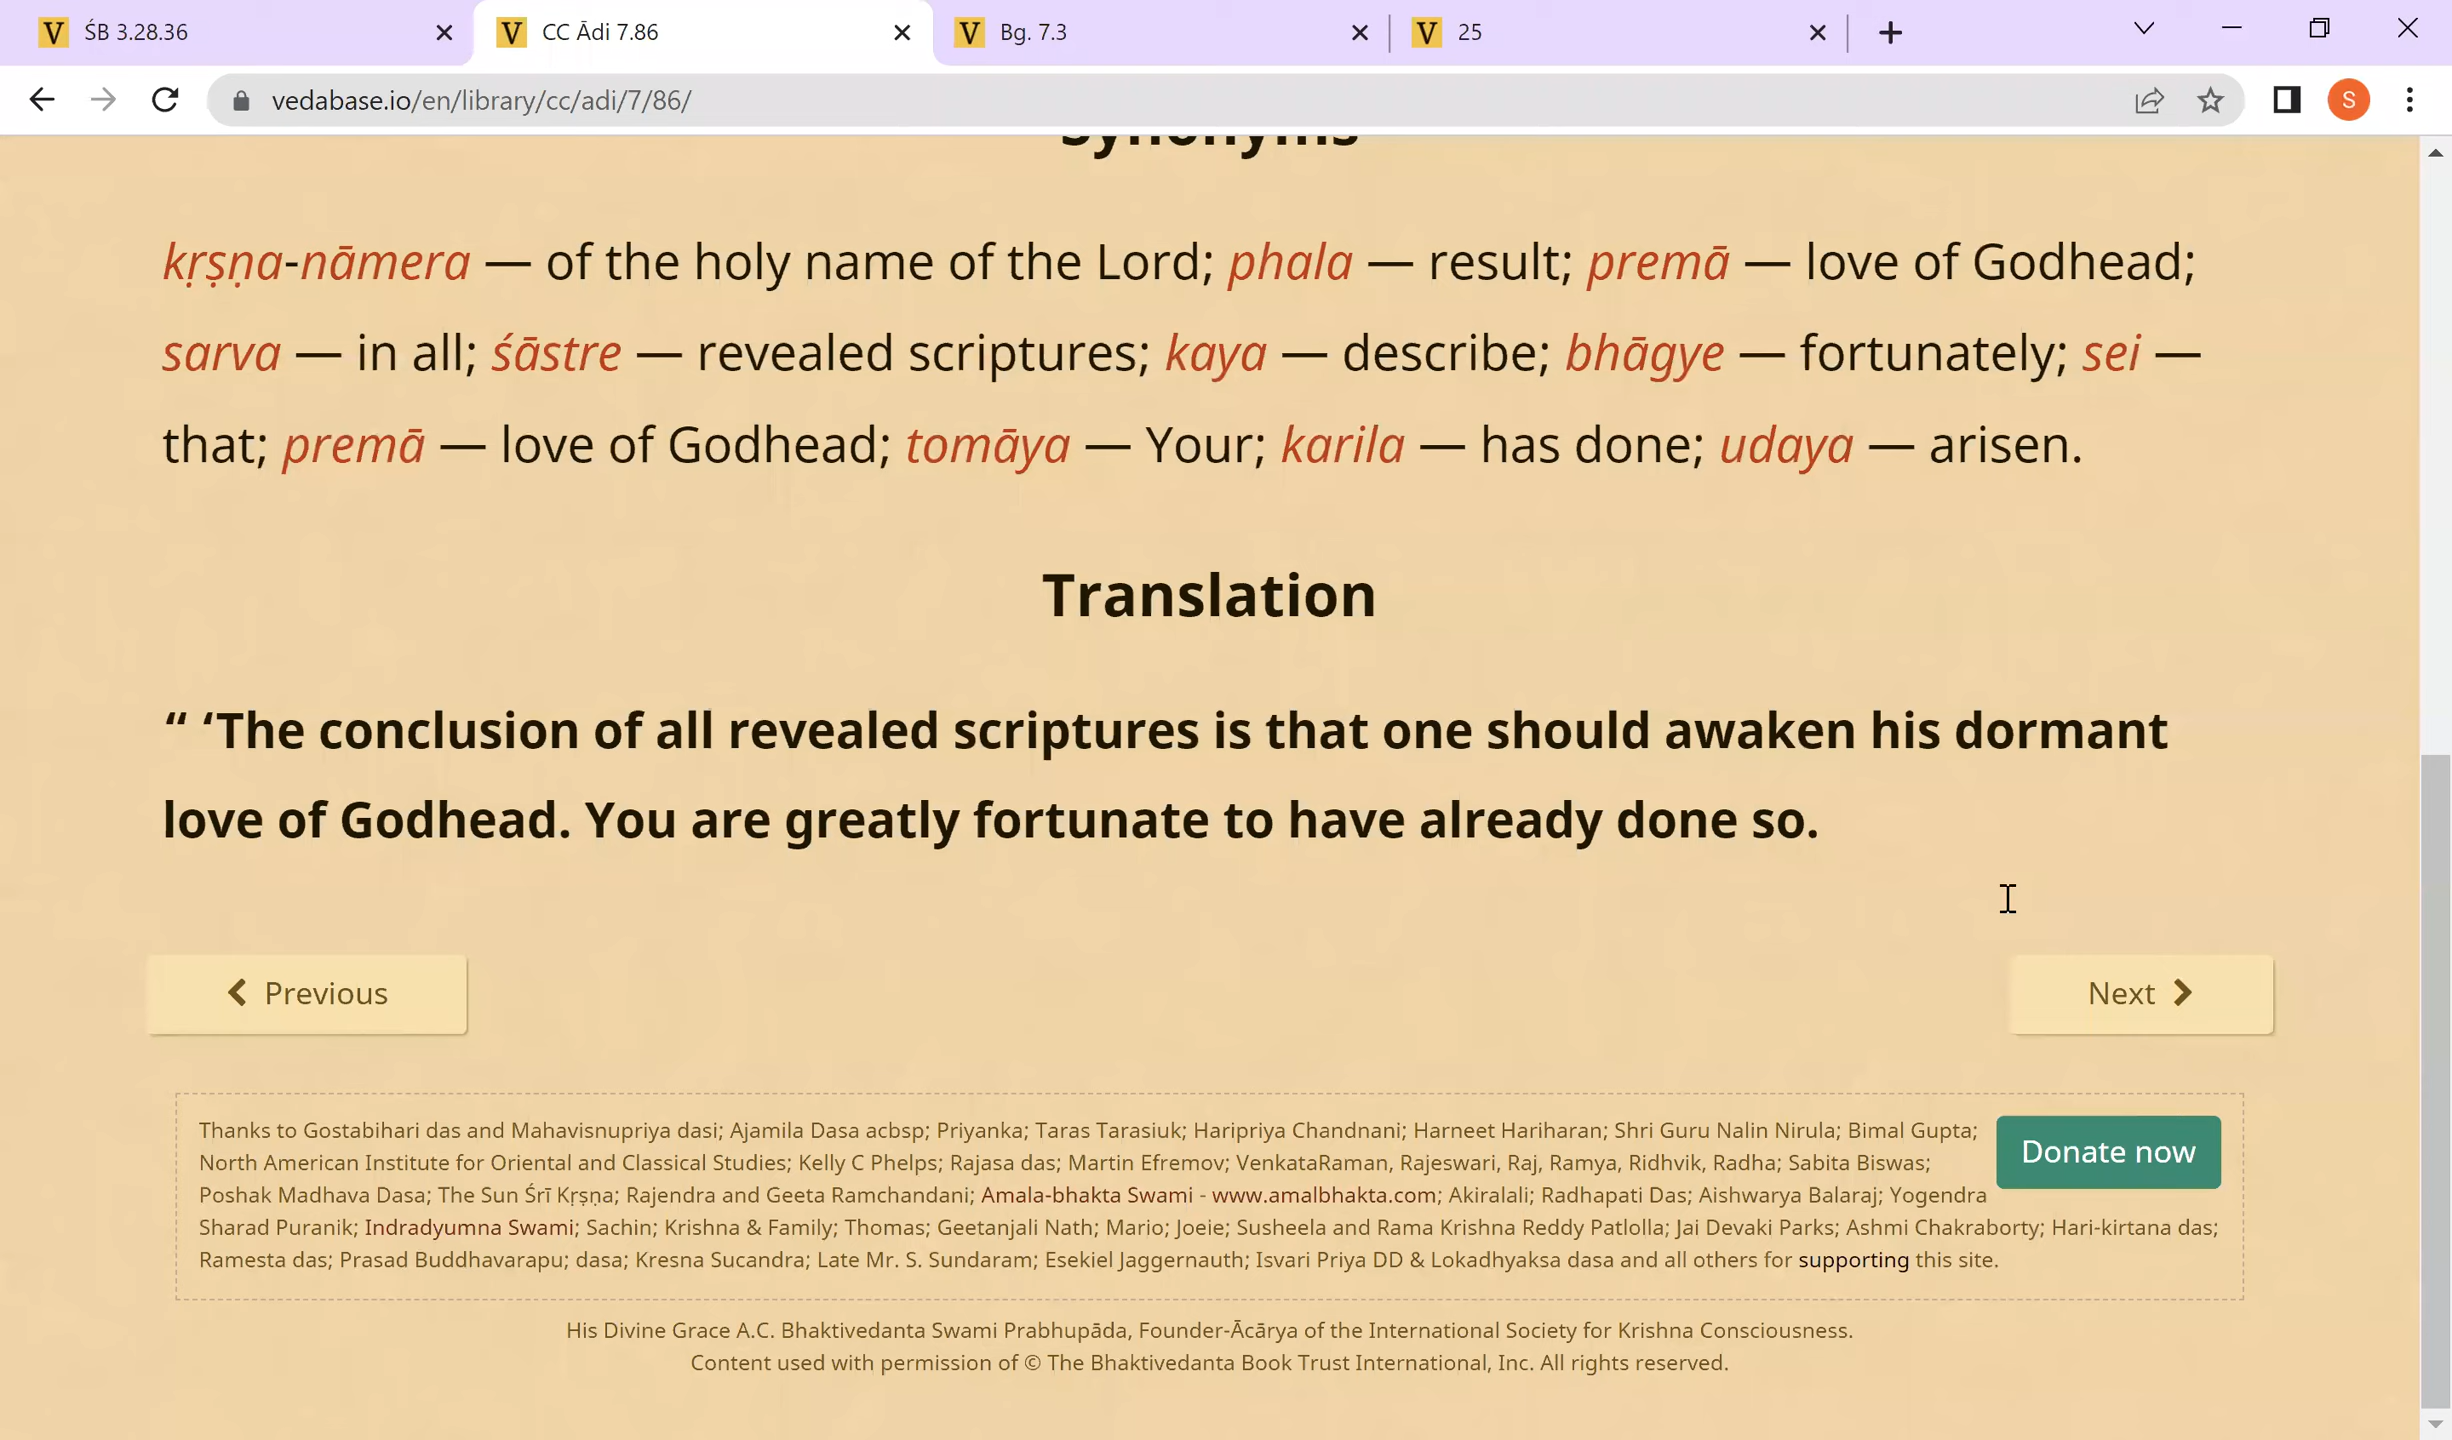 ŚB 3.28.36
CC Ādi 7.86
Bg. 7.3
25
vedabase.io/en/library/cc/adi/7/86/
S
Synonyms
kṛṣṇa-nāmera — of the holy name of the Lord; phala — result; premā — love of Godhead;
sarva — in all; śāstre — revealed scriptures; kaya — describe; bhāgye — fortunately; sei —
that; premā — love of Godhead; tomāya — Your; karila — has done; udaya — arisen.
Translation
“ ‘The conclusion of all revealed scriptures is that one should awaken his dormant
love of Godhead. You are greatly fortunate to have already done so.
Previous
Next
Thanks to Gostabihari das and Mahavisnupriya dasi; Ajamila Dasa acbsp; Priyanka; Taras Tarasiuk; Haripriya Chandnani; Harneet Hariharan; Shri Guru Nalin Nirula; Bimal Gupta;
North American Institute for Oriental and Classical Studies; Kelly C Phelps; Rajasa das; Martin Efremov; VenkataRaman, Rajeswari, Raj, Ramya, Ridhvik, Radha; Sabita Biswas;
Donate now
Poshak Madhava Dasa; The Sun Śrī Kṛṣṇa; Rajendra and Geeta Ramchandani; Amala-bhakta Swami - www.amalbhakta.com; Akiralali; Radhapati Das; Aishwarya Balaraj; Yogendra
Sharad Puranik; Indradyumna Swami; Sachin; Krishna & Family; Thomas; Geetanjali Nath; Mario; Joeie; Susheela and Rama Krishna Reddy Patlolla; Jai Devaki Parks; Ashmi Chakraborty; Hari-kirtana das;
Ramesta das; Prasad Buddhavarapu; dasa; Kresna Sucandra; Late Mr. S. Sundaram; Esekiel Jaggernauth; Isvari Priya DD & Lokadhyaksa dasa and all others for supporting this site.
His Divine Grace A.C. Bhaktivedanta Swami Prabhupāda, Founder-Ācārya of the International Society for Krishna Consciousness.
Content used with permission of © The Bhaktivedanta Book Trust International, Inc. All rights reserved.